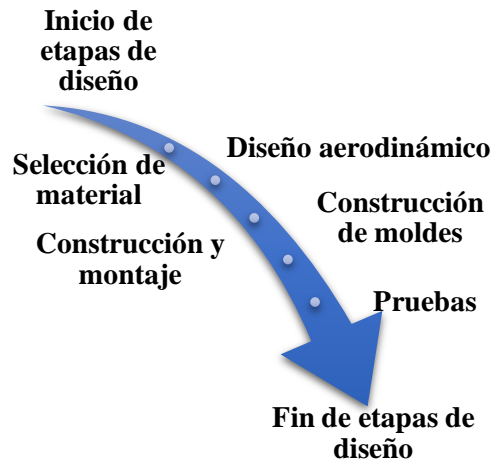 Inicio de
etapas de
diseño
Diseño aerodinámico
Selección de
material
Construcción
de moldes
Construcción y
montaje
Pruebas
Fin de etapas de
diseño